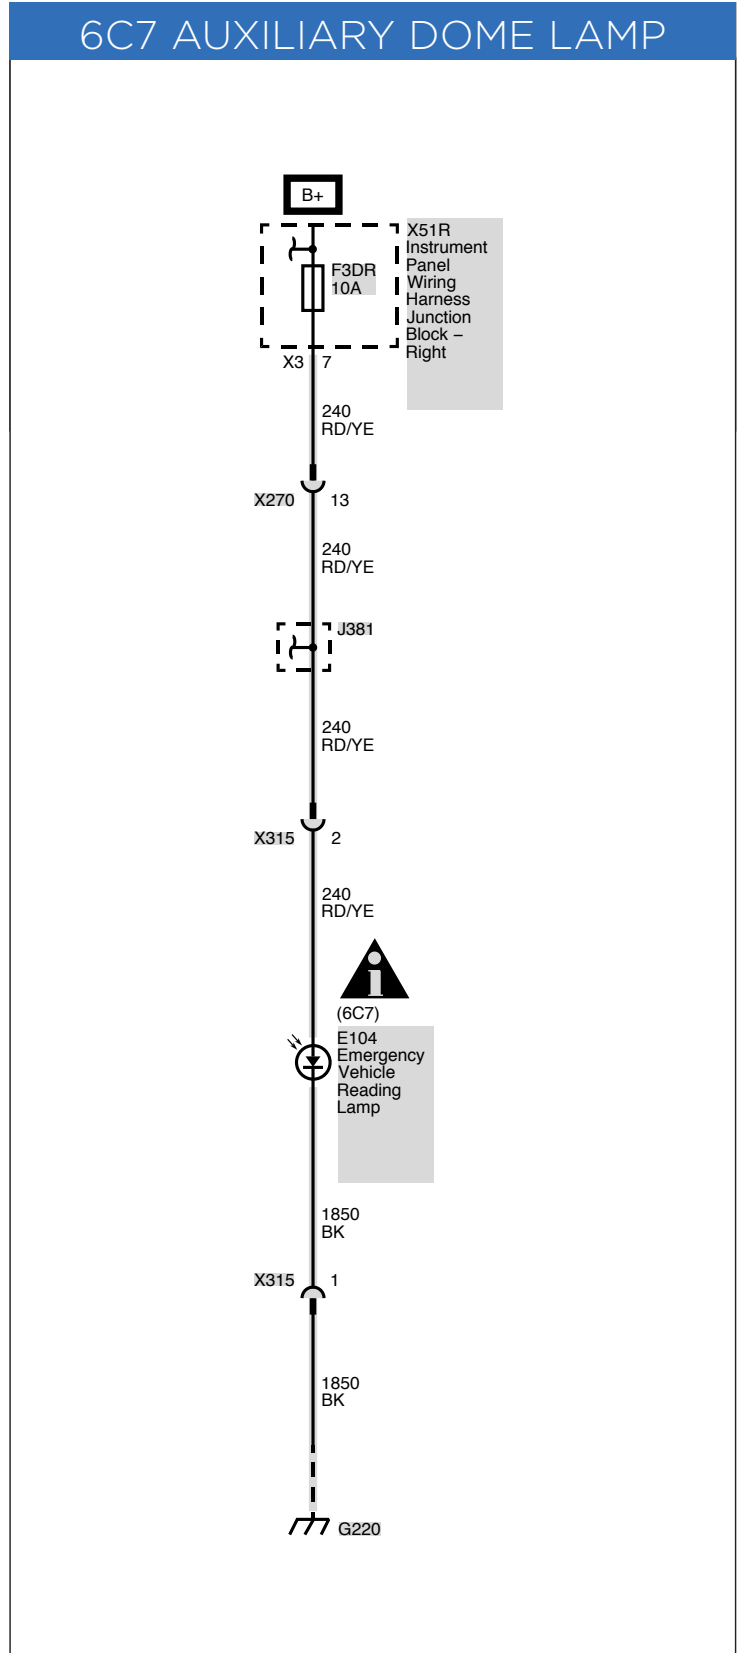 6C7 AUXILIARY DOME LAMP
B+
X51R
Instrument
Panel
Wiring
Harness
Junction
Block –
Right
F3DR
10A
X3 7
240
RD/YE
X270 13
240
RD/YE
J381
240
RD/YE
X315 2
240
RD/YE
i
(6C7)
E104
Emergency
Vehicle
Reading
Lamp
1850
BK
X315 1
1850
BK
G220